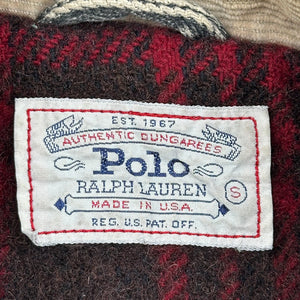 EST. 1967
AUTHENTIC DUNGAREES
Polo
RALPH LAUREN
S
MADE IN U.S.A.
REG. U.S. PAT. OFF.